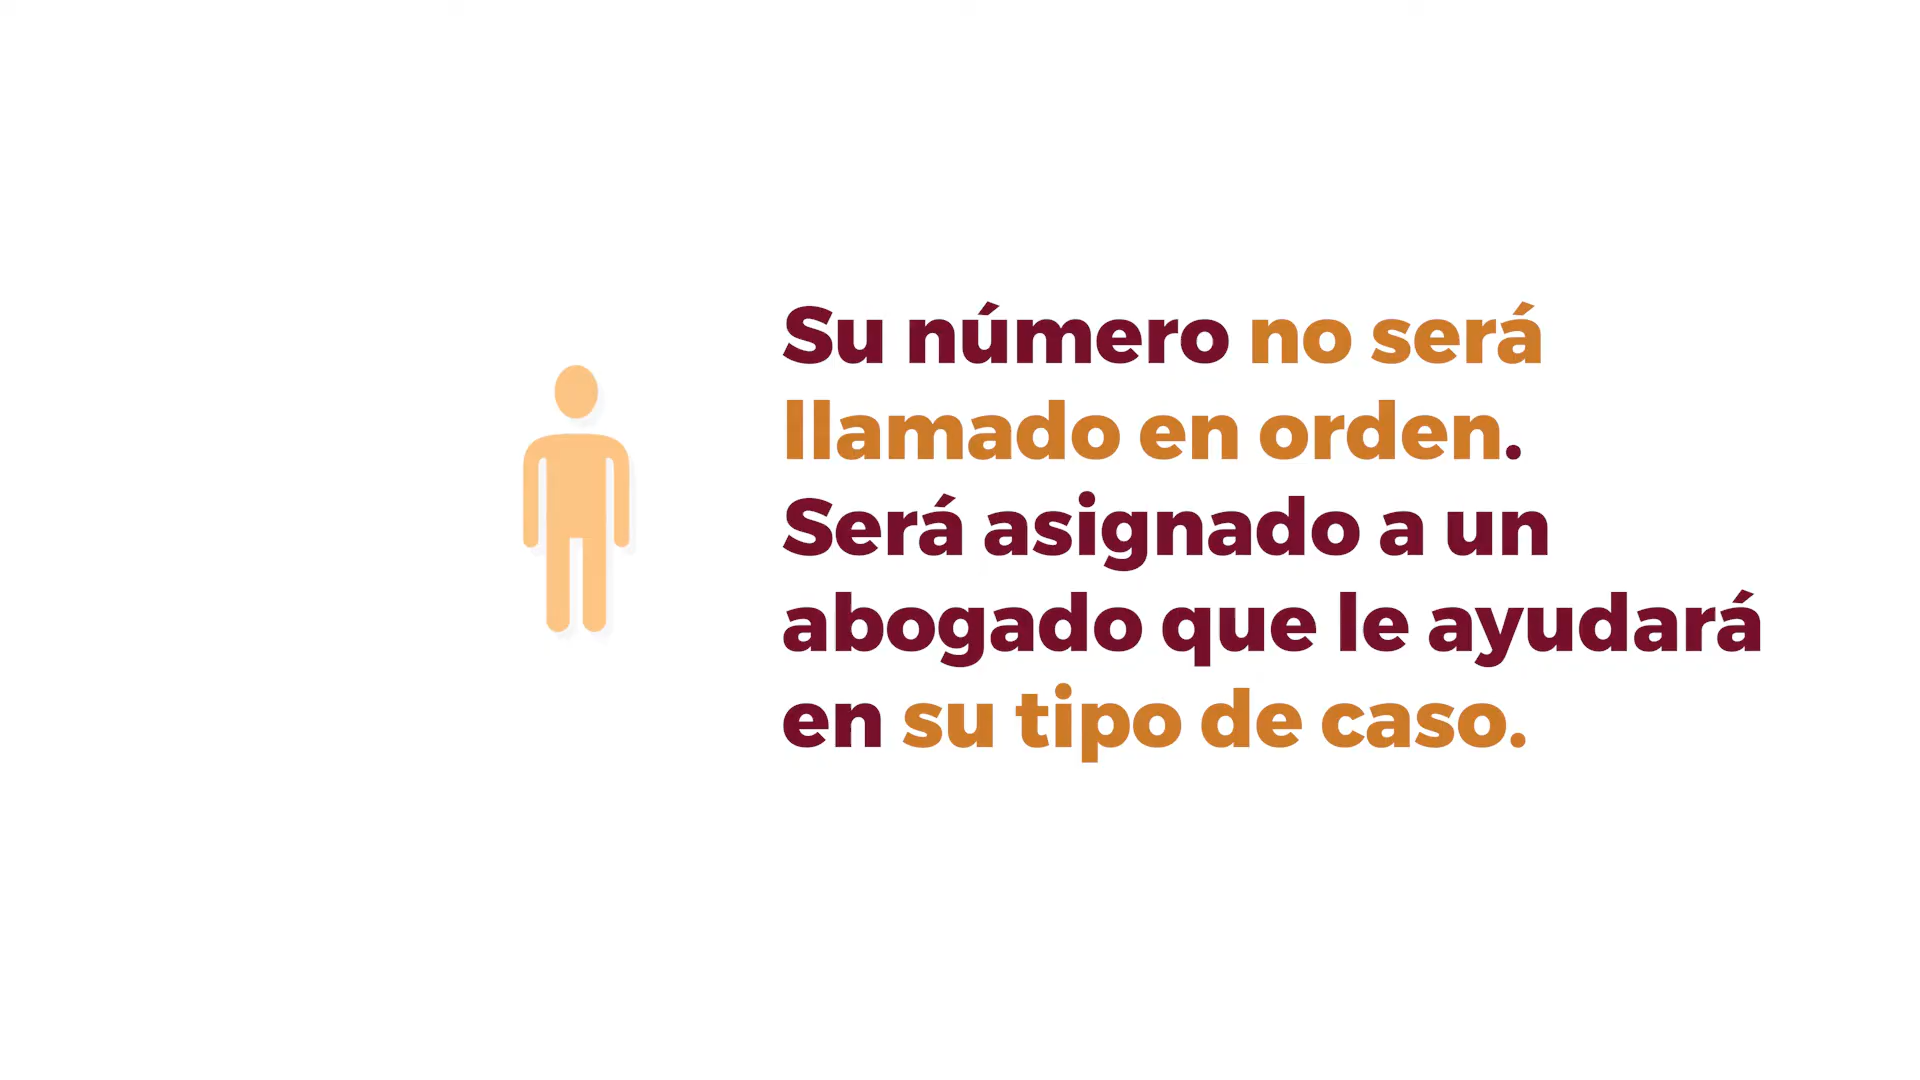 Su número no será
llamado en orden.
Será asignado a un
abogado que le ayudará
en su tipo de caso.